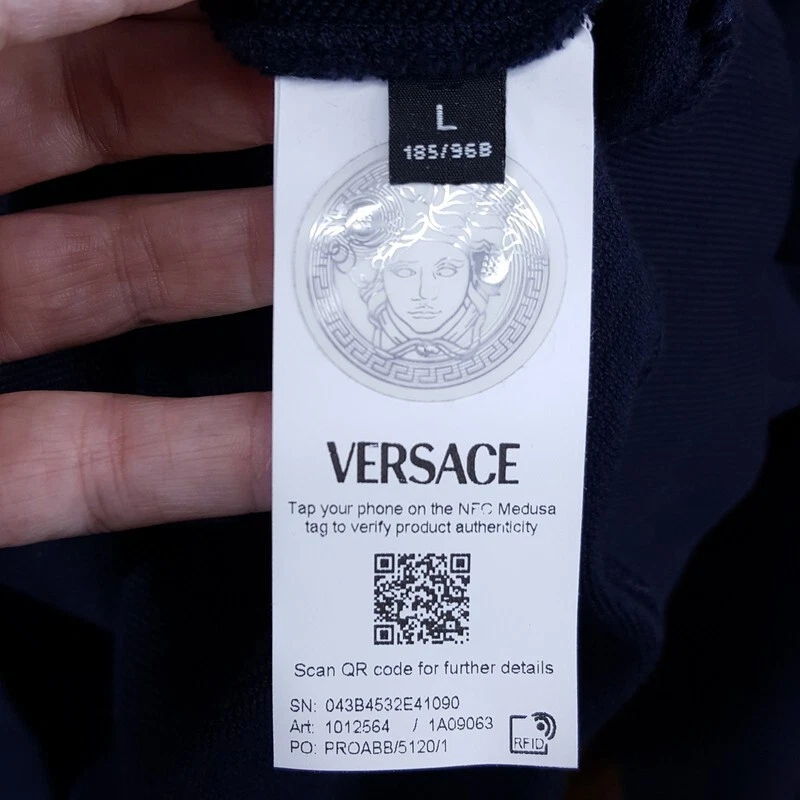 L
185/96B
VERSACE
Tap your phone on the NFC Medusa
tag to verify product authenticity
Scan QR code for further details
SN: 043B4532E41090
Art: 1012564 / 1A09063
PO: PROABB/5120/1
RFID